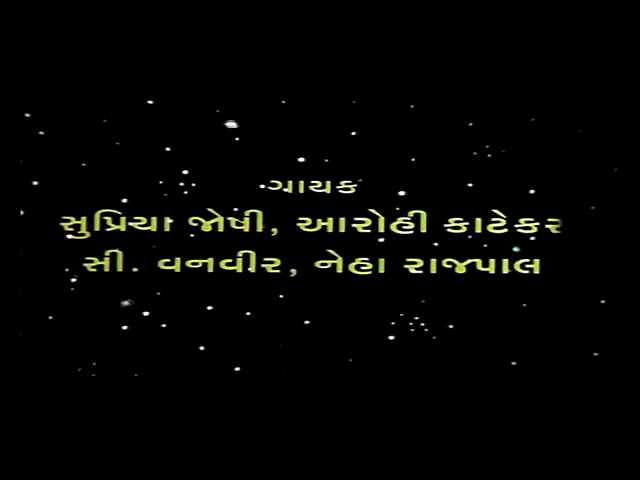 ગાયક
સુપ્રિયા જોષી, આરોહી કાટેકર
સી. વનવીર, નેહા રાજપાલ